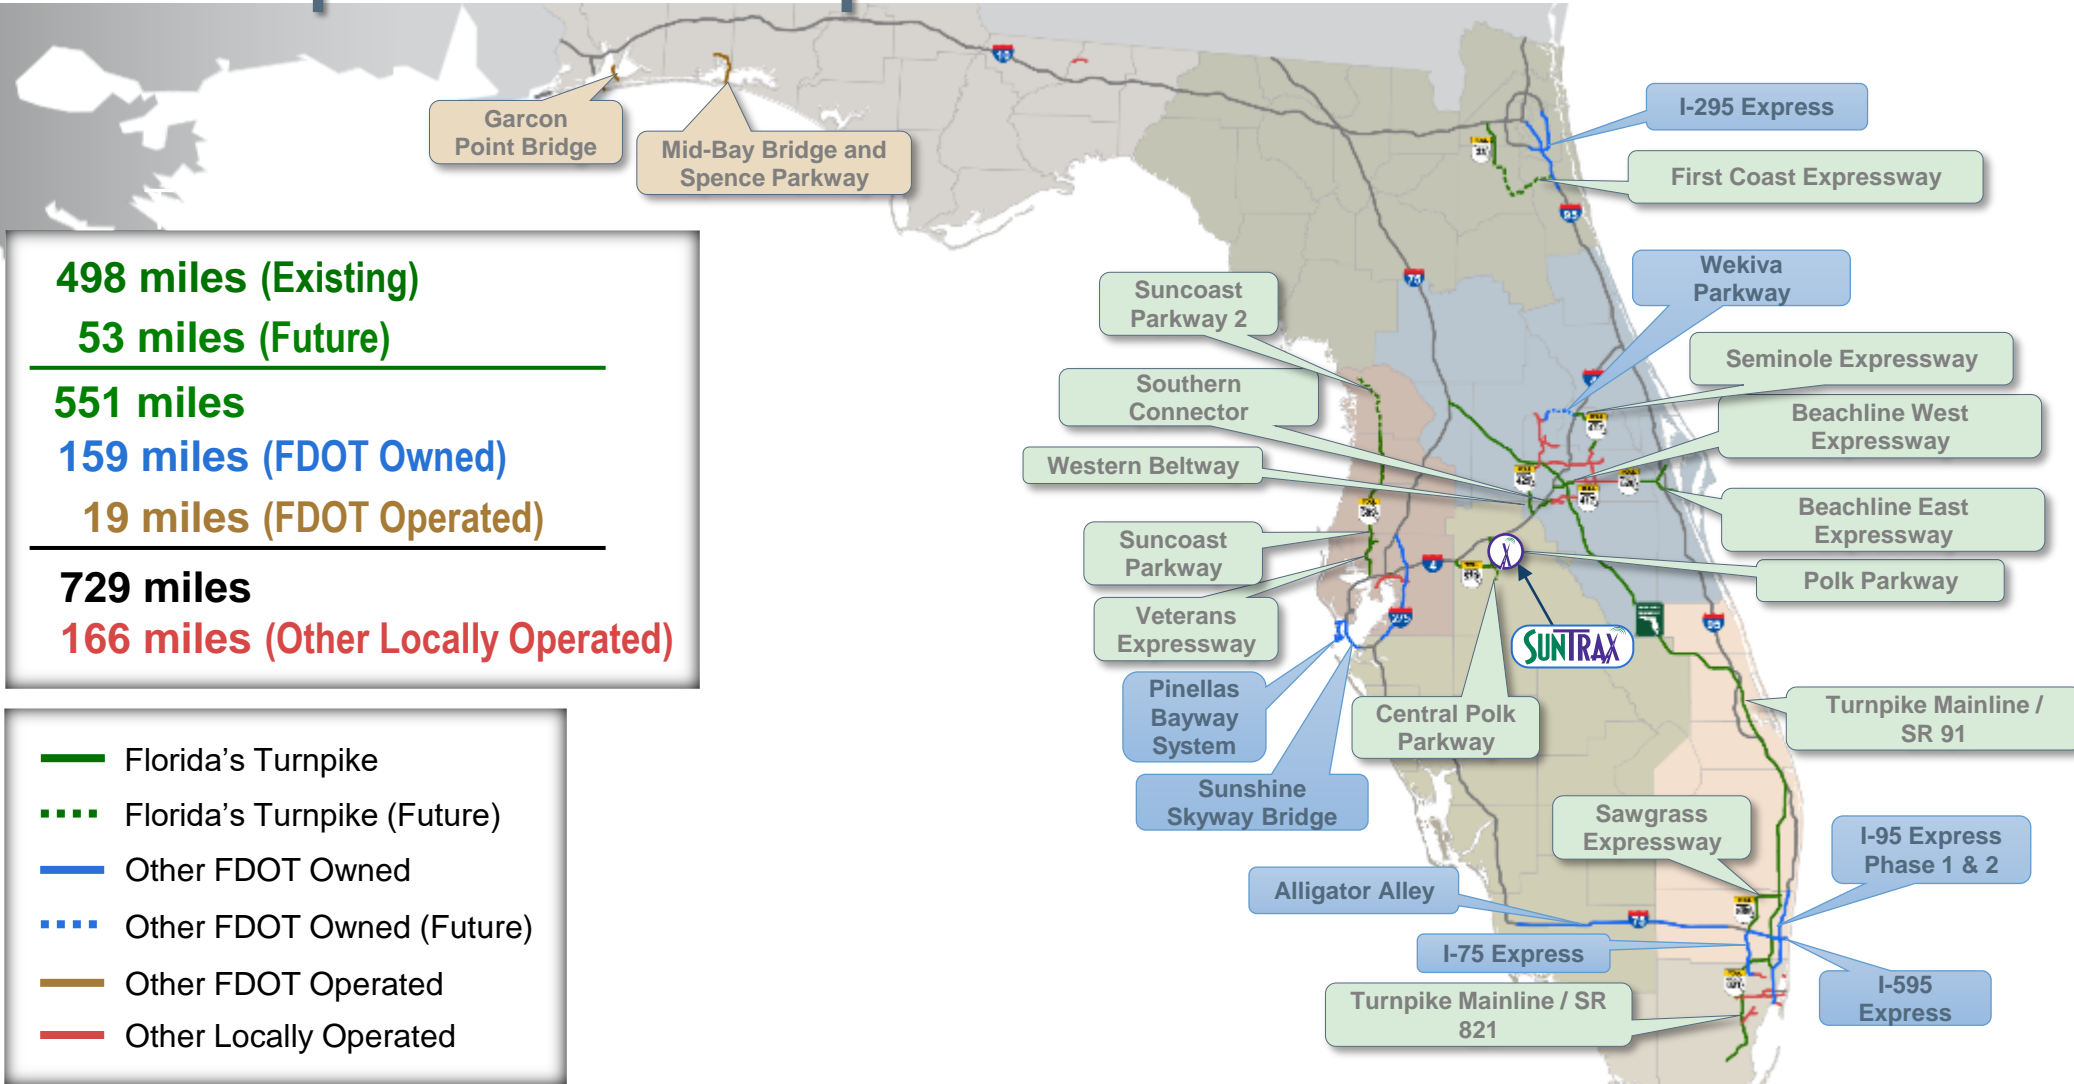 Garcon
Point Bridge
Mid-Bay Bridge and
Spence Parkway
I-295 Express
First Coast Expressway
95
498 miles (Existing)
53 miles (Future)
551 miles
159 miles (FDOT Owned)
19 miles (FDOT Operated)
729 miles
166 miles (Other Locally Operated)
Wekiva
Parkway
Suncoast
Parkway 2
Seminole Expressway
Southern
Connector
Beachline West
Expressway
Western Beltway
Beachline East
Expressway
Suncoast
Parkway
Polk Parkway
4
Veterans
Expressway
275
95
SUNTRAX
Pinellas
Bayway
System
Central Polk
Parkway
Turnpike Mainline /
SR 91
Sunshine
Skyway Bridge
Sawgrass
Expressway
I-95 Express
Phase 1 & 2
Alligator Alley
75
I-75 Express
I-595
Express
Turnpike Mainline / SR
821
Florida’s Turnpike
Florida’s Turnpike (Future)
Other FDOT Owned
Other FDOT Owned (Future)
Other FDOT Operated
Other Locally Operated